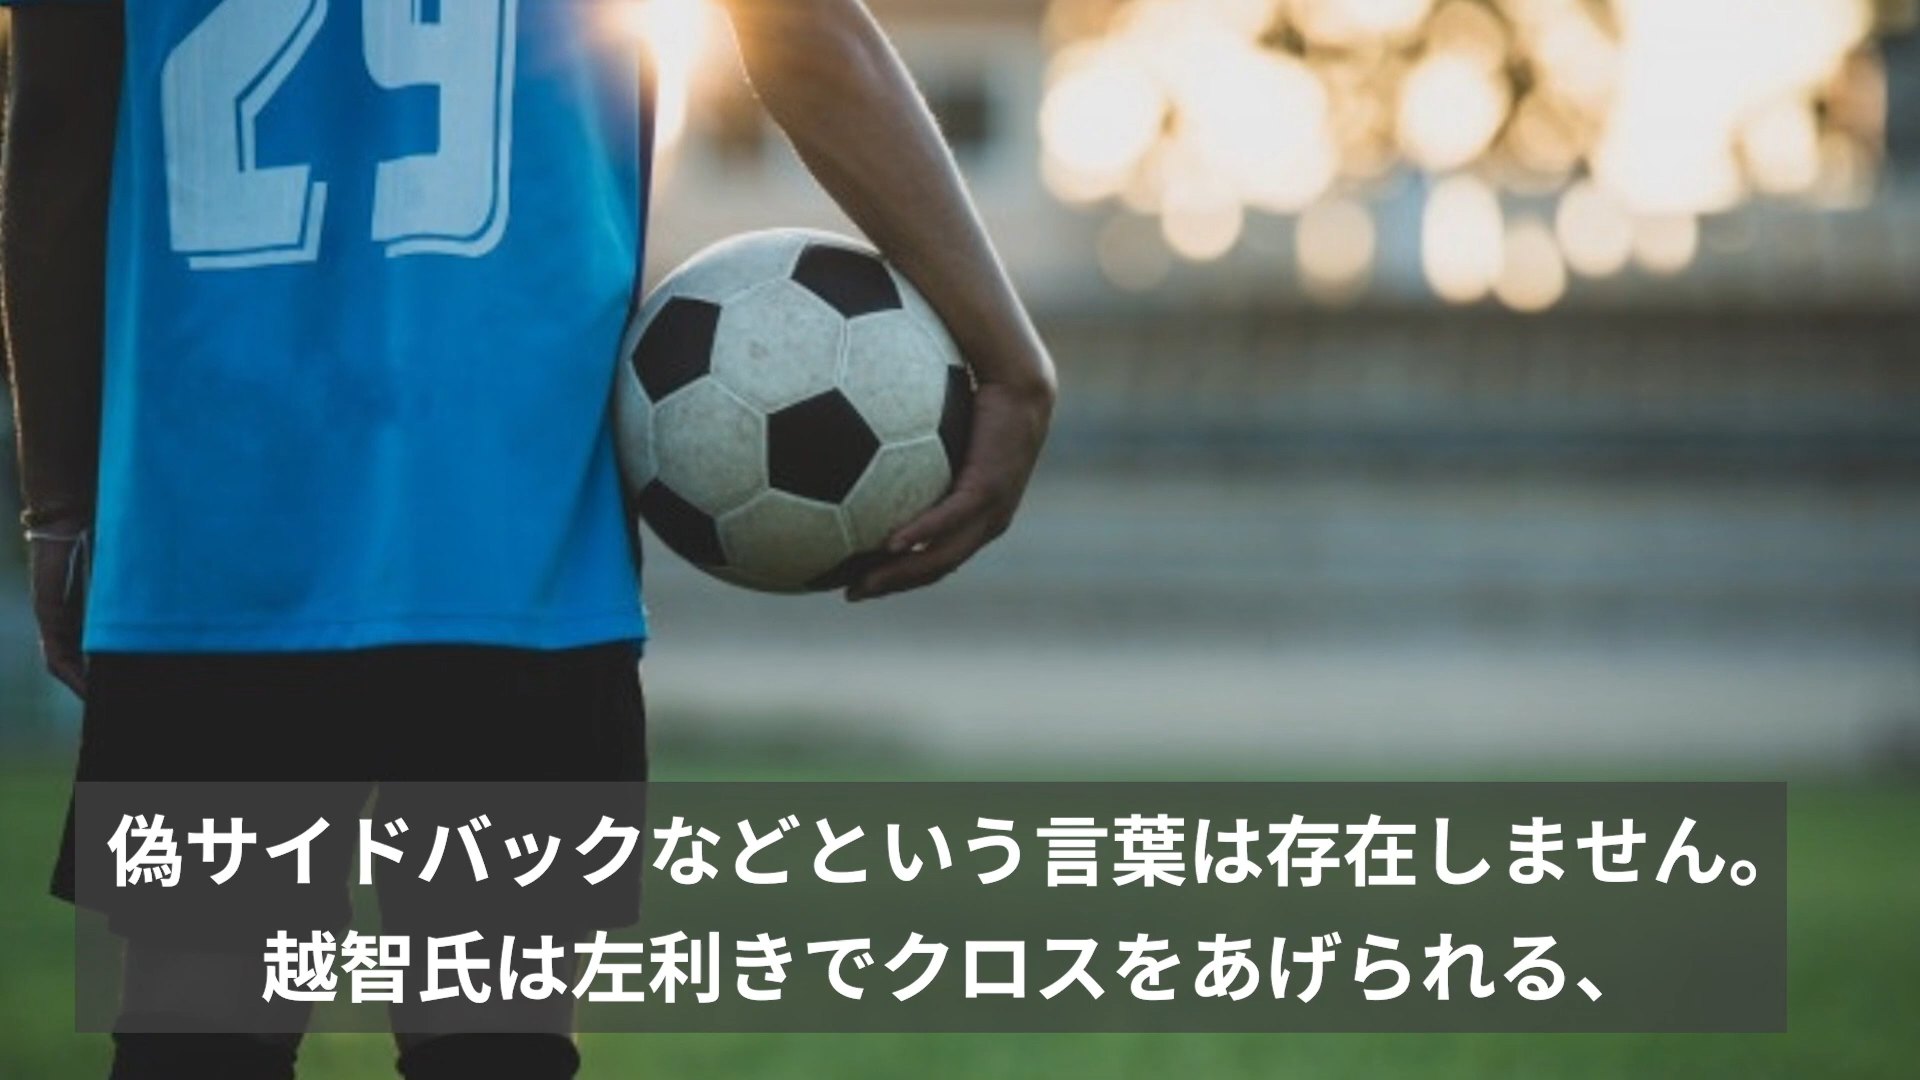 29
偽サイドバックなどという言葉は存在しません。
越智氏は左利きでクロスをあげられる、